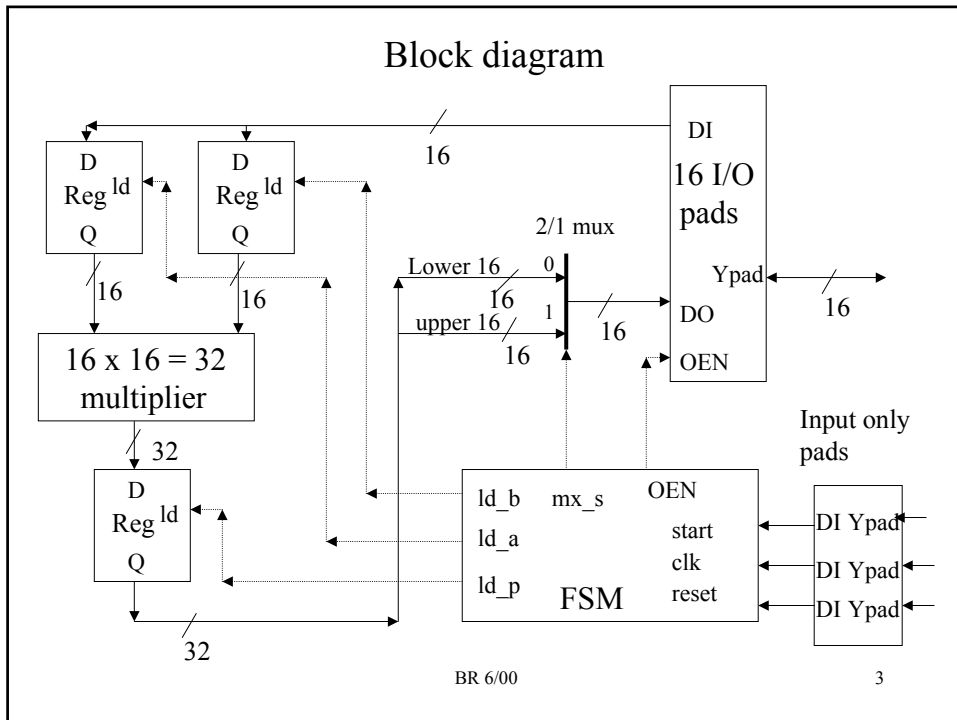 Block diagram
16
DI
16 I/O
pads
Ypad
DO
OEN
16
D
Reg
ld
Q
16
D
Reg
ld
Q
16
2/1 mux
Lower 16
16
0
upper 16
16
1
16
16 x 16 = 32
multiplier
32
D
Reg
ld
Q
32
ld_b
mx_s
OEN
ld_a
start
clk
ld_p
reset
FSM
Input only
pads
DI Ypad
DI Ypad
DI Ypad
BR 6/00
3